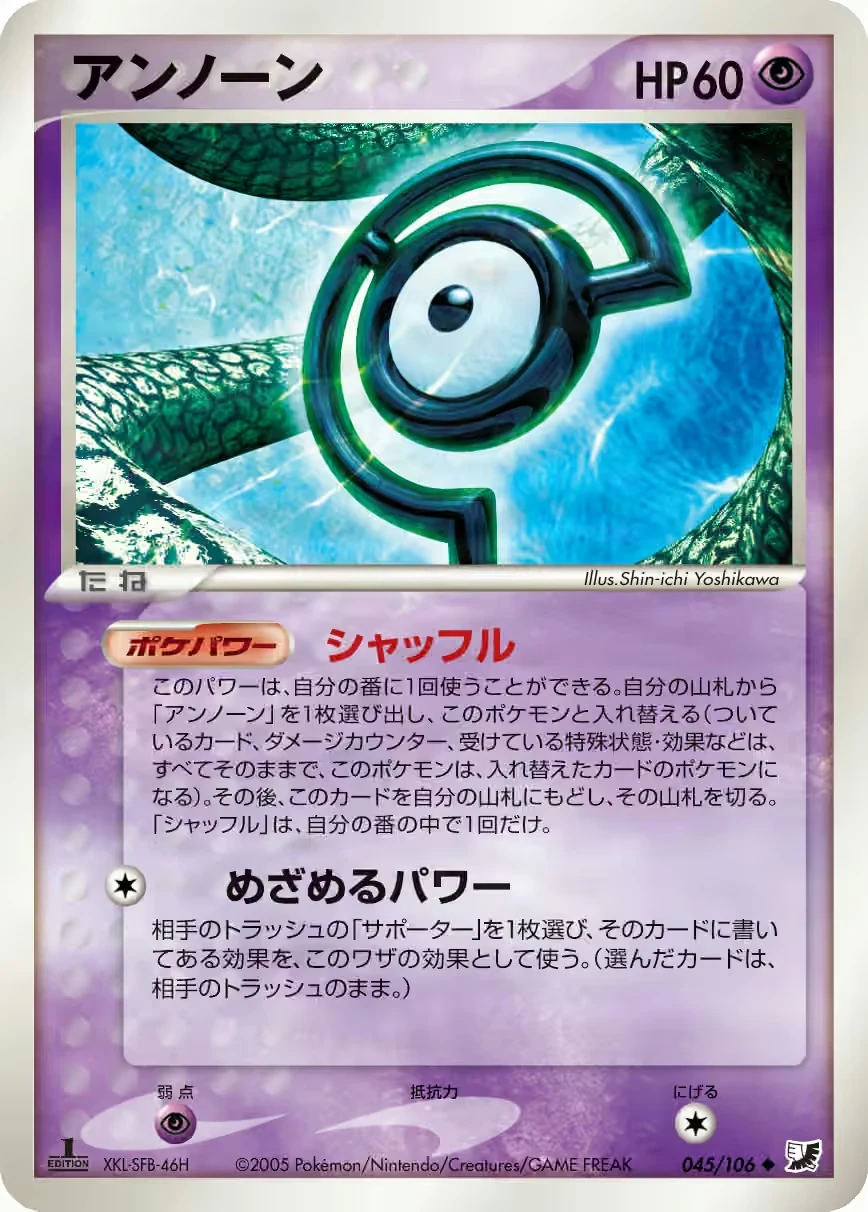 アンノーン
HP60
たね
Illus.Shin-ichi Yoshikawa
ポケパワー シャッフル
このパワーは、自分の番に1回使うことができる。自分の山札から
「アンノーン」を1枚選び出し、このポケモンと入れ替える(ついて
いるカード、ダメージカウンター、受けている特殊状態・効果などは、
すべてそのままで、このポケモンは、入れ替えたカードのポケモンに
なる)。その後、このカードを自分の山札にもどし、その山札を切る。
「シャッフル」は、自分の番の中で1回だけ。
めざめるパワー
相手のトラッシュの「サポーター」を1枚選び、そのカードに書い
てある効果を、このワザの効果として使う。(選んだカードは、
相手のトラッシュのまま。)
弱点 抵抗力 にげる
1 EDITION XKL-SFB-46H ©2005 Pokémon/Nintendo/Creatures/GAME FREAK 045/106